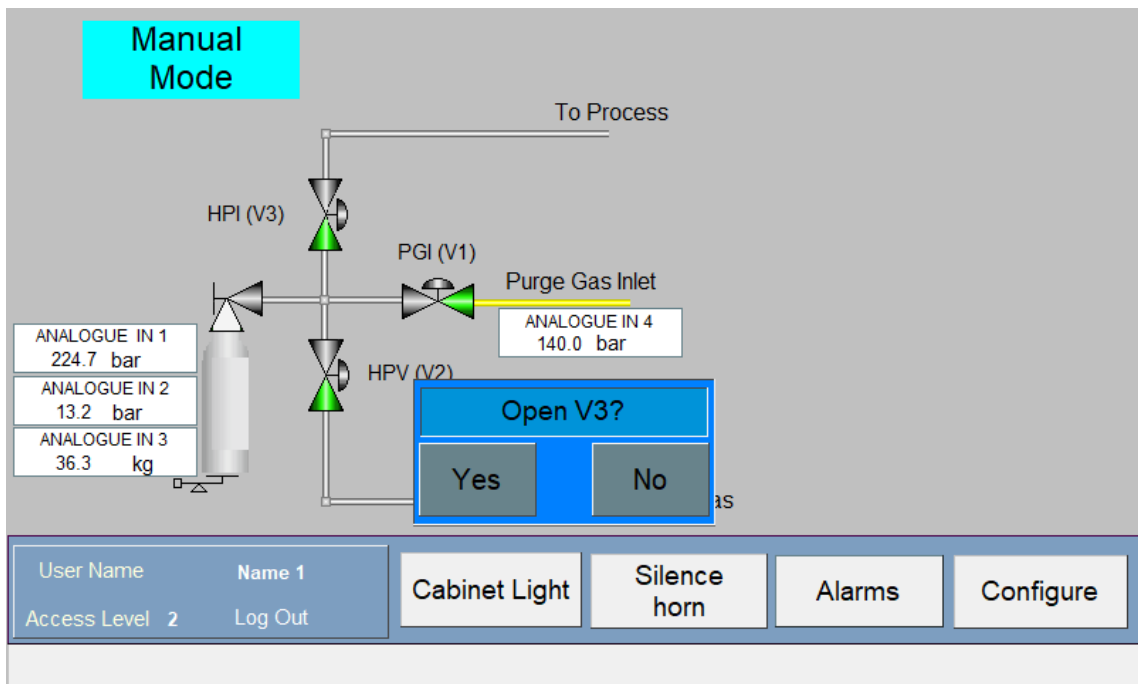 Manual
Mode
To Process
HPI (V3)
PGI (V1)
Purge Gas Inlet
ANALOGUE IN 4
140.0 bar
ANALOGUE IN 1
224.7 bar
ANALOGUE IN 2
13.2 bar
ANALOGUE IN 3
36.3 kg
HPV (V2)
Open V3?
Yes No
User Name Name 1
Access Level 2 Log Out
Cabinet Light
Silence
horn
Alarms
Configure